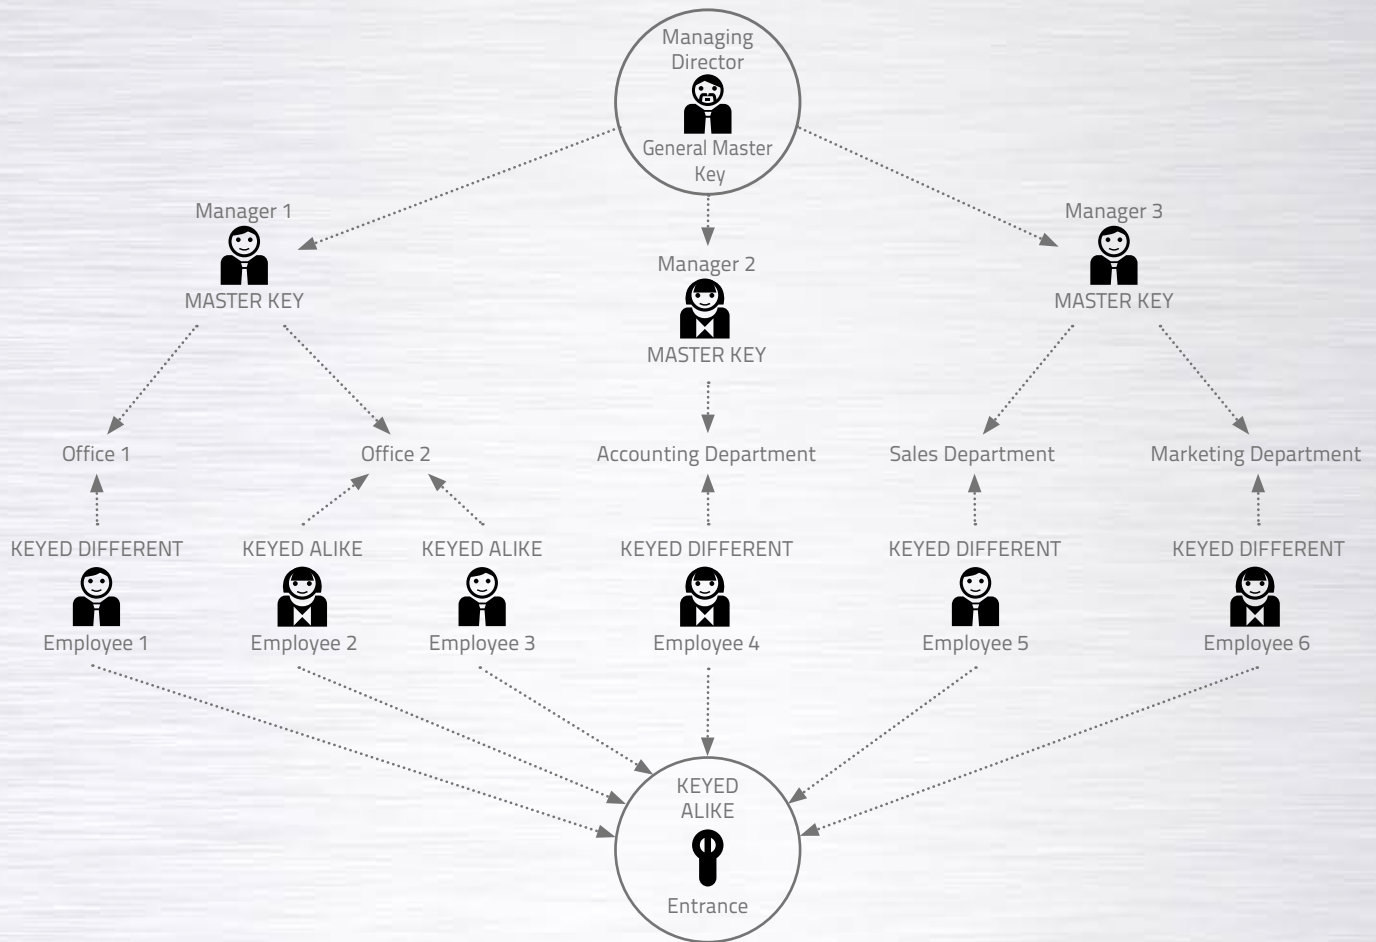 Managing
Director
General Master
Key
Manager 1
MASTER KEY
Manager 2
MASTER KEY
Manager 3
MASTER KEY
Office 1
Office 2
Accounting Department
Sales Department
Marketing Department
KEYED DIFFERENT
KEYED ALIKE
KEYED ALIKE
KEYED DIFFERENT
KEYED DIFFERENT
KEYED DIFFERENT
Employee 1
Employee 2
Employee 3
Employee 4
Employee 5
Employee 6
KEYED
ALIKE
Entrance